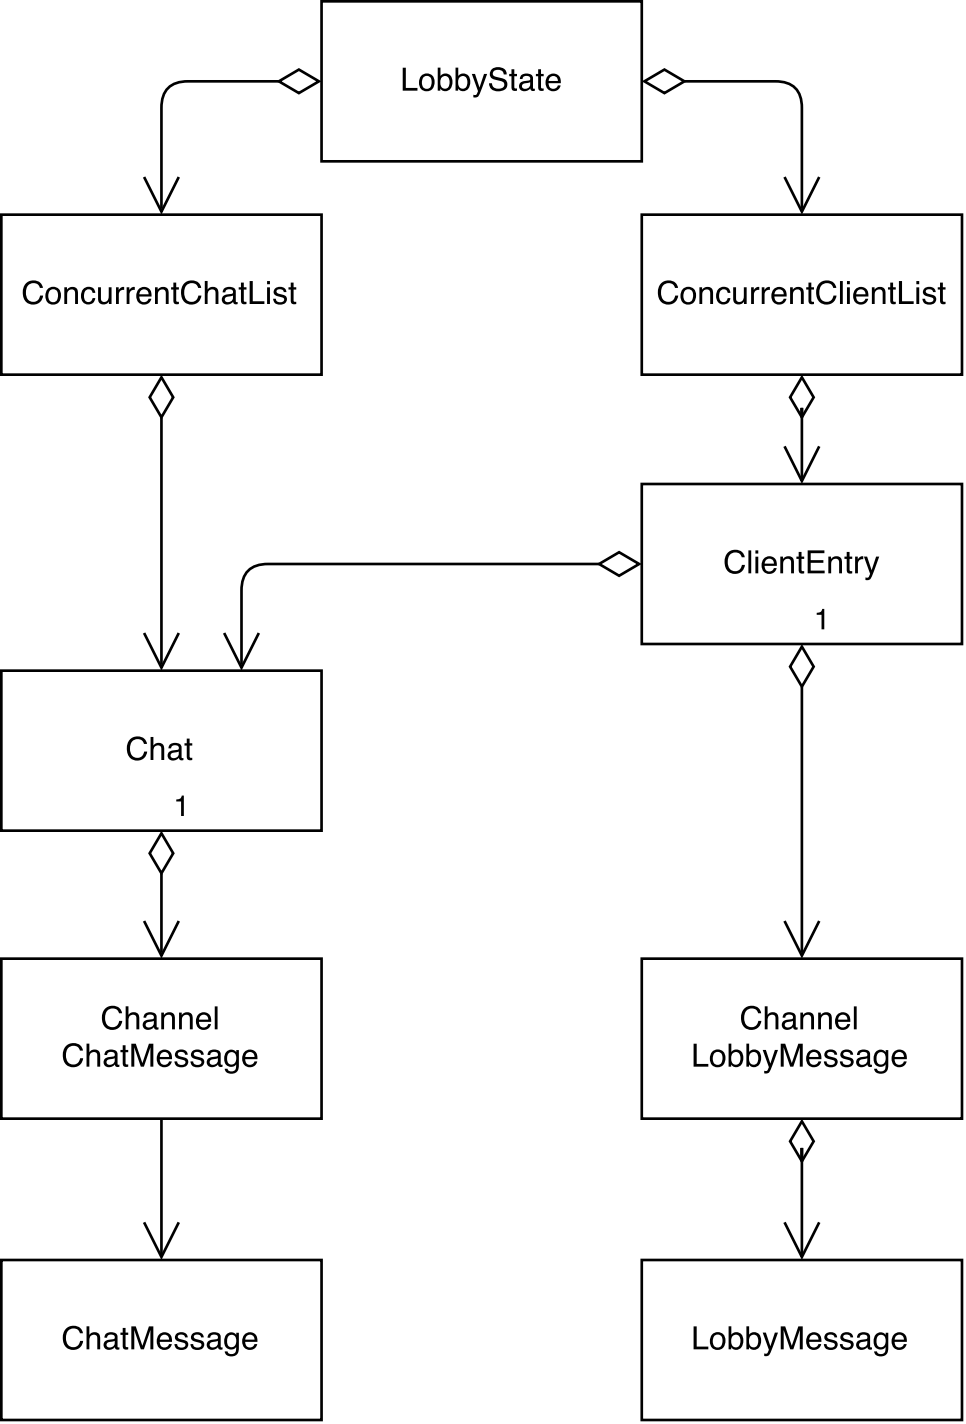 LobbyState
ConcurrentChatList
ConcurrentClientList
ClientEntry
1
Chat
1
Channel
ChatMessage
Channel
LobbyMessage
ChatMessage
LobbyMessage